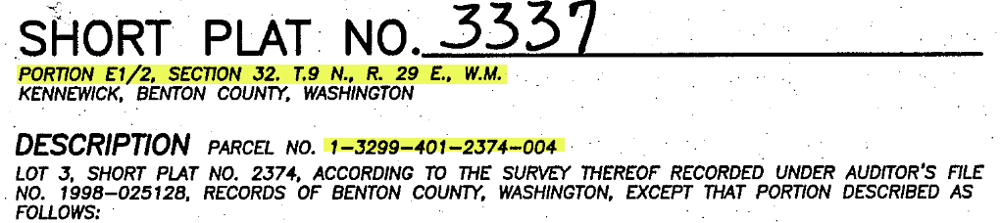 SHORT PLAT NO. 3337
PORTION E1/2, SECTION 32. T.9 N., R. 29 E., W.M.
KENNEWICK, BENTON COUNTY, WASHINGTON
DESCRIPTION PARCEL NO. 1-3299-401-2374-004
LOT 3, SHORT PLAT NO. 2374, ACCORDING TO THE SURVEY THEREOF RECORDED UNDER AUDITOR'S FILE
NO. 1998-025128, RECORDS OF BENTON COUNTY, WASHINGTON, EXCEPT THAT PORTION DESCRIBED AS
FOLLOWS: